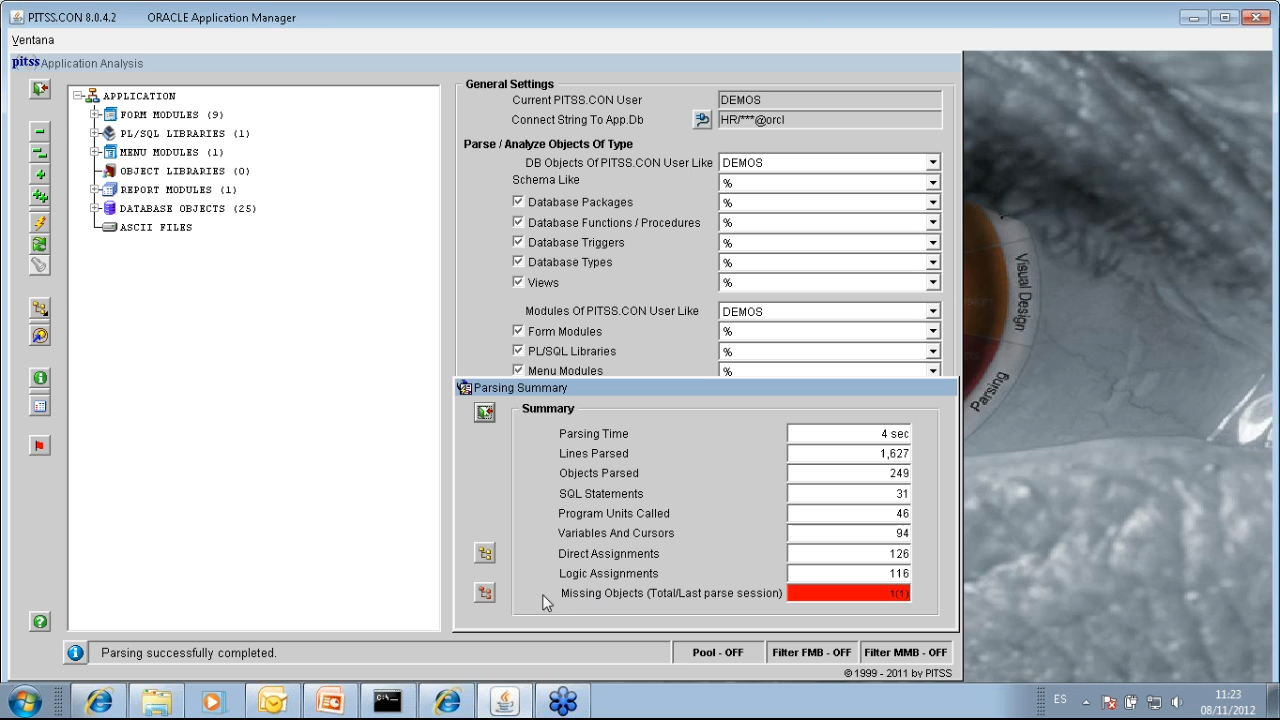 PITSS.CON 8.0.4.2 ORACLE Application Manager
Ventana
pitss Application Analysis
APPLICATION
FORM MODULES (9)
PL/SQL LIBRARIES (1)
MENU MODULES (1)
OBJECT LIBRARIES (0)
REPORT MODULES (1)
DATABASE OBJECTS (25)
ASCII FILES
General Settings
Current PITSS.CON User DEMOS
Connect String To App.Db HR/***@orcl
Parse / Analyze Objects Of Type
DB Objects Of PITSS.CON User Like DEMOS
Schema Like %
Database Packages %
Database Functions / Procedures %
Database Triggers %
Database Types %
Views %
Modules Of PITSS.CON User Like DEMOS
Form Modules %
PL/SQL Libraries %
Menu Modules %
Parsing Summary
Summary
Parsing Time 4 sec
Lines Parsed 1,627
Objects Parsed 249
SQL Statements 31
Program Units Called 46
Variables And Cursors 94
Direct Assignments 126
Logic Assignments 116
Missing Objects (Total/Last parse session) 1(1)
Parsing successfully completed.
Pool - OFF Filter FMB - OFF Filter MMB - OFF
© 1999 - 2011 by PITSS
Visual Design
Parsing
ES
11:23
08/11/2012